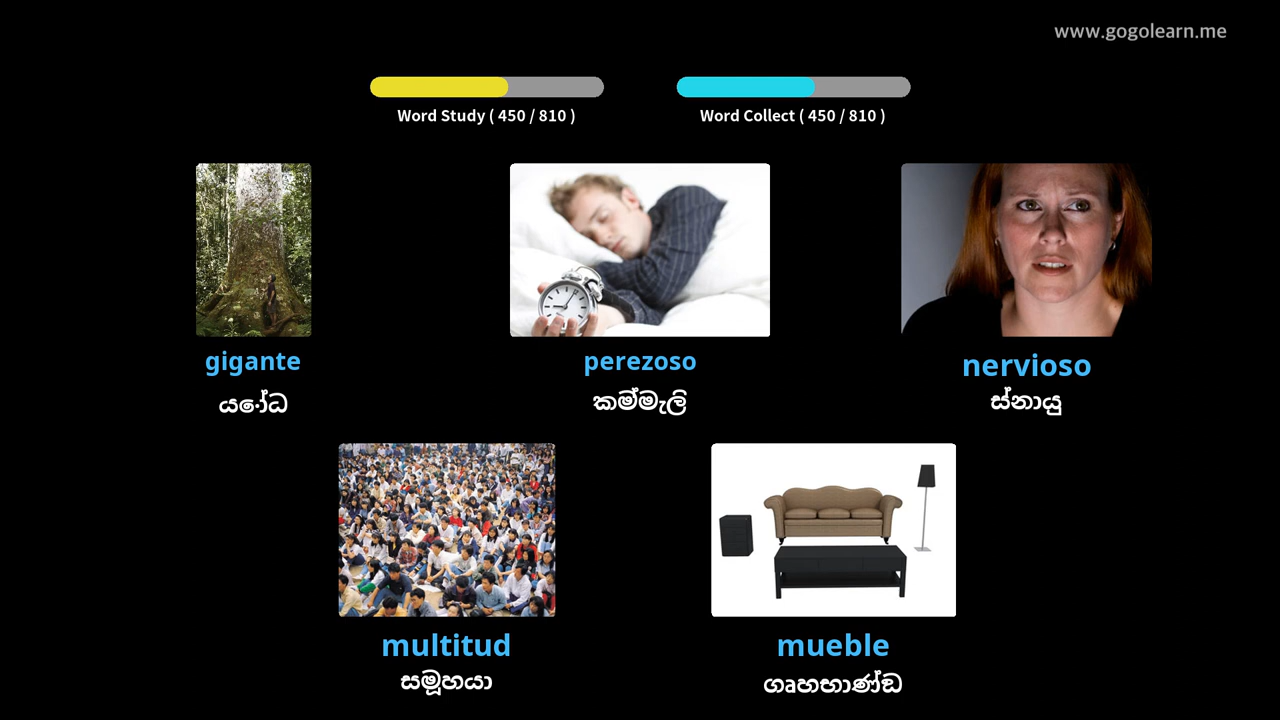 www.gogolearn.me
Word Study ( 450 / 810 )
Word Collect ( 450 / 810 )
gigante
යෝධ
perezoso
කම්මැලි
nervioso
ස්නායු
multitud
සමූහයා
mueble
ගෘහභාණ්ඩ